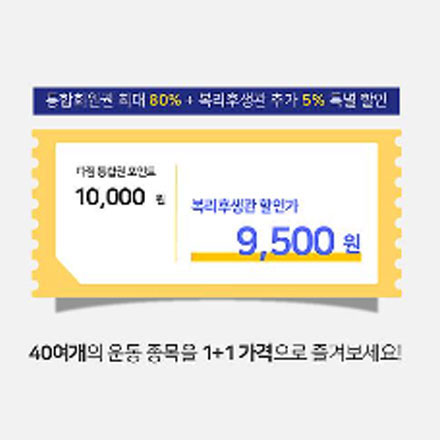 통합회원권 최대 80% + 복리후생관 추가 5% 특별 할인
다짐 통합권 포인트
10,000 원
복리후생관 할인가
9,500 원
40여개의 운동 종목을 1+1 가격으로 즐겨보세요!